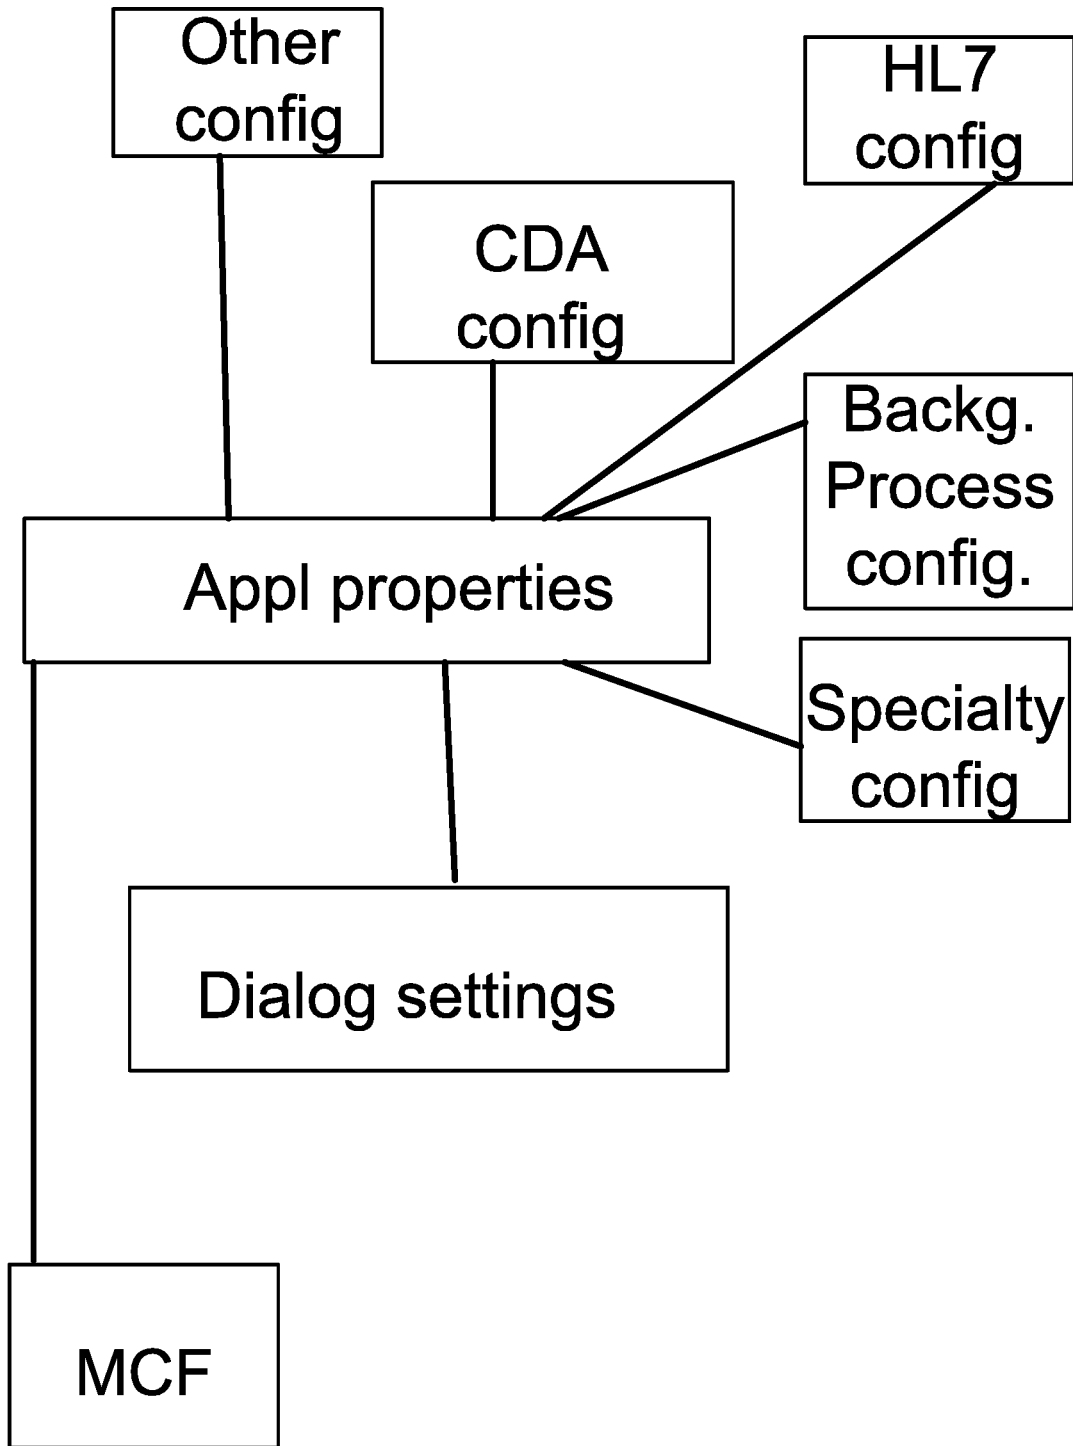 Other
config
HL7
config
CDA
config
Backg.
Process
config.
Appl properties
Specialty
config
Dialog settings
MCF